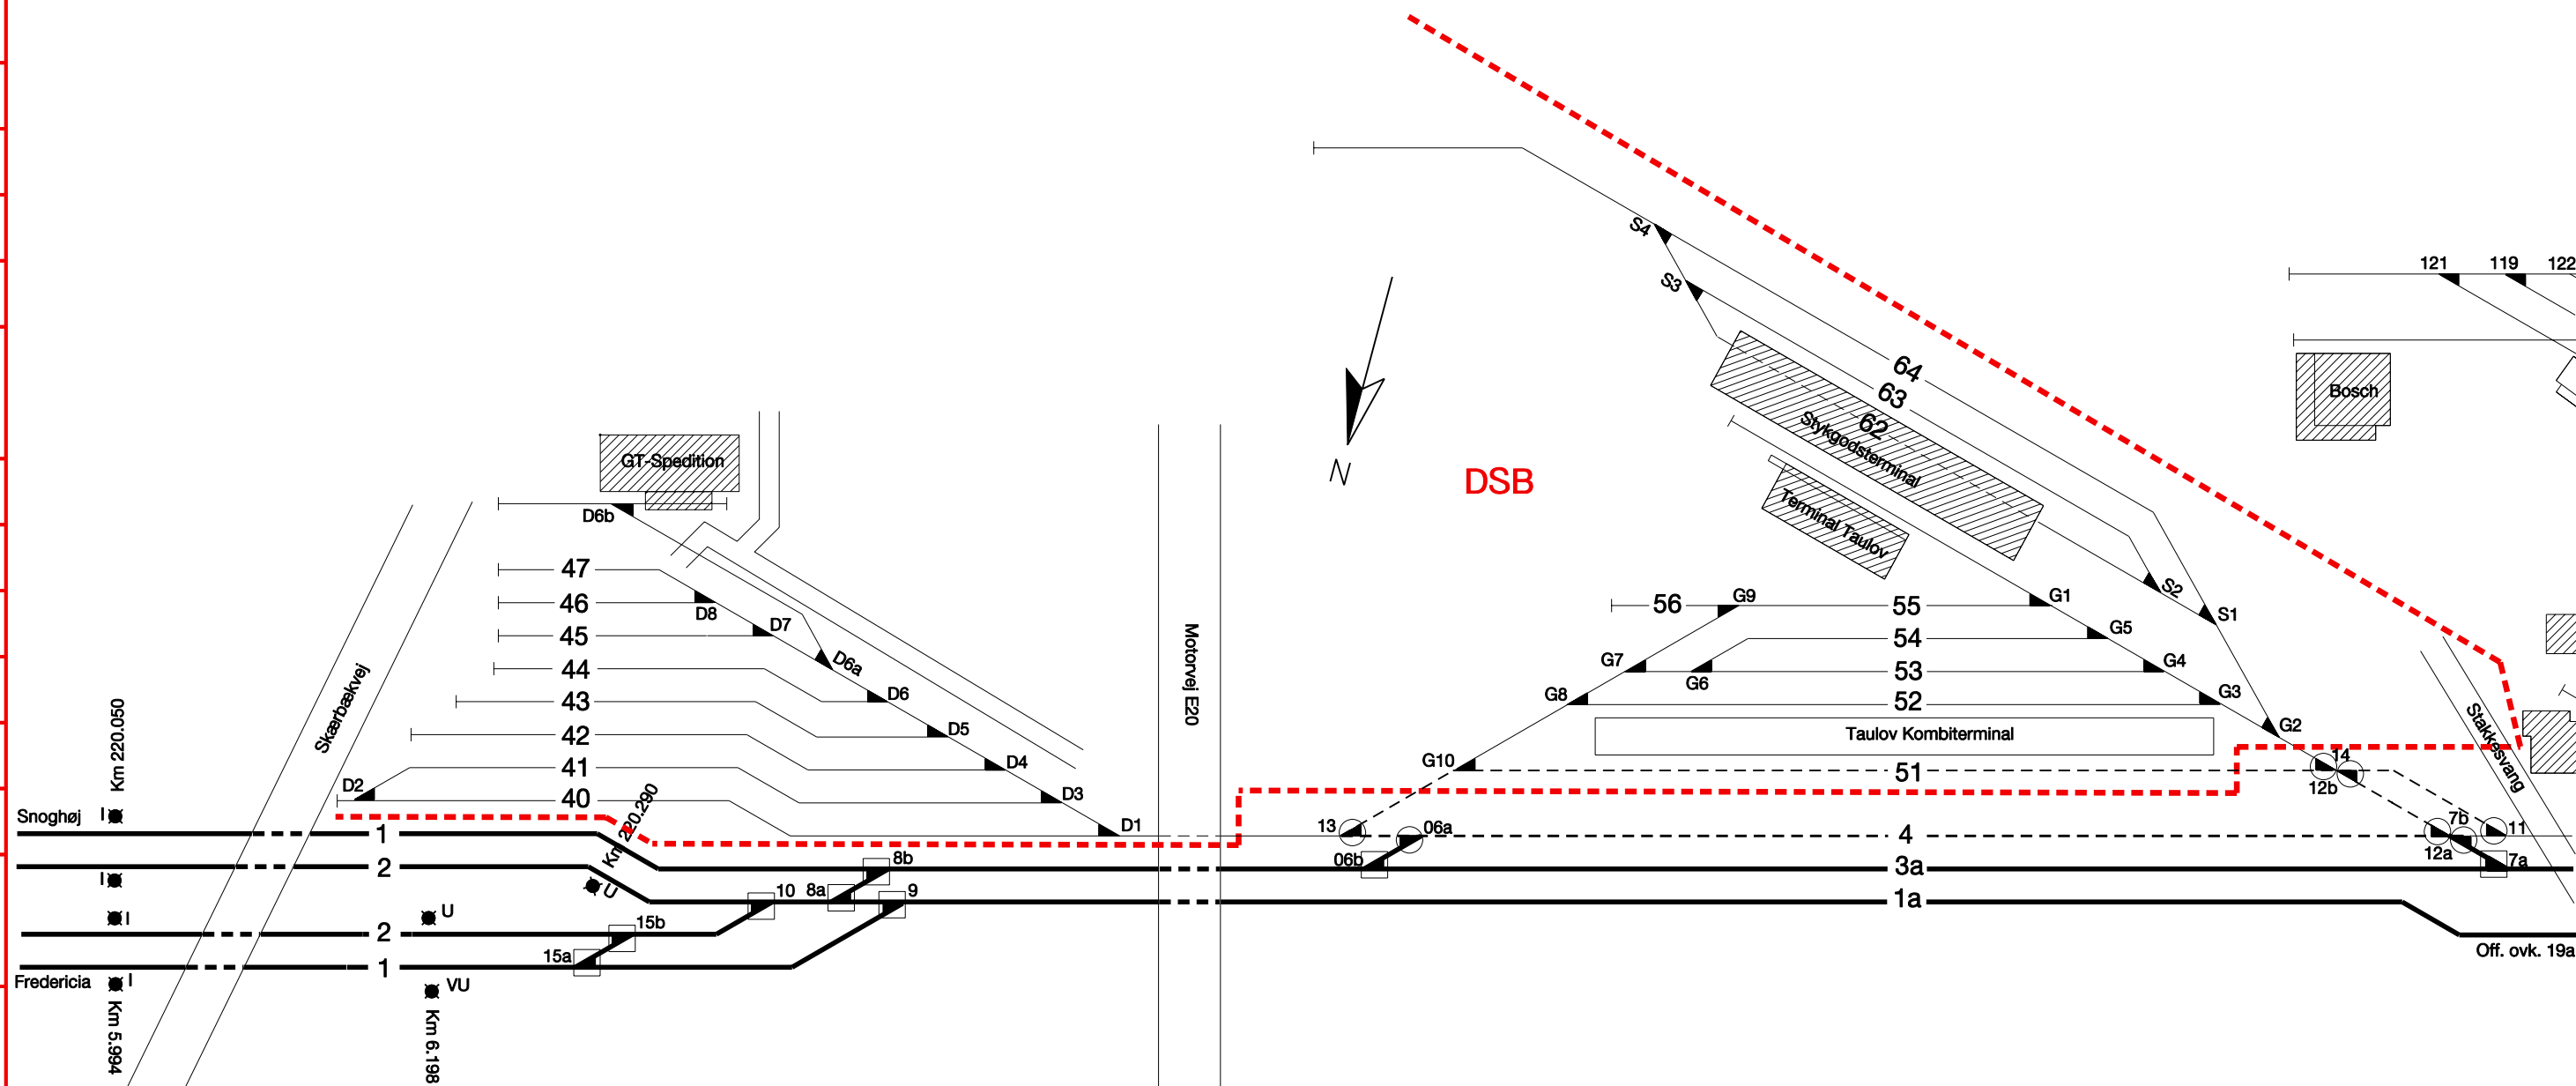 S4
S3
121
119
122
64
63
62
Stykgodsterminal
Bosch
N
DSB
GT-Spedition
D6b
Terminal Taulov
47
46
D8
45
D7
44
D6a
43
D6
42
D5
41
D4
D2
40
D3
D1
Skærbækvej
Motorvej E20
56
G9
55
G1
S2
S1
54
G5
G7
53
G4
G6
G8
52
G3
Taulov Kombiterminal
G2
G10
51
14
12b
Stakkesvang
Km 220.050
Km 220.290
Snoghøj
I
1
13
06a
4
7b
11
12a
2
06b
3a
7a
8b
I
U
10
8a
9
1a
I
U
15b
2
15a
1
Off. ovk. 19a
Fredericia
I
VU
Km 5.994
Km 6.198